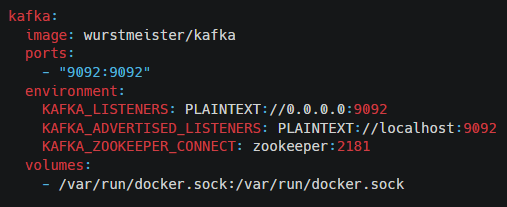 kafka:
  image: wurstmeister/kafka
  ports:
    - "9092:9092"
  environment:
    KAFKA_LISTENERS: PLAINTEXT://0.0.0.0:9092
    KAFKA_ADVERTISED_LISTENERS: PLAINTEXT://localhost:9092
    KAFKA_ZOOKEEPER_CONNECT: zookeeper:2181
  volumes:
    - /var/run/docker.sock:/var/run/docker.sock